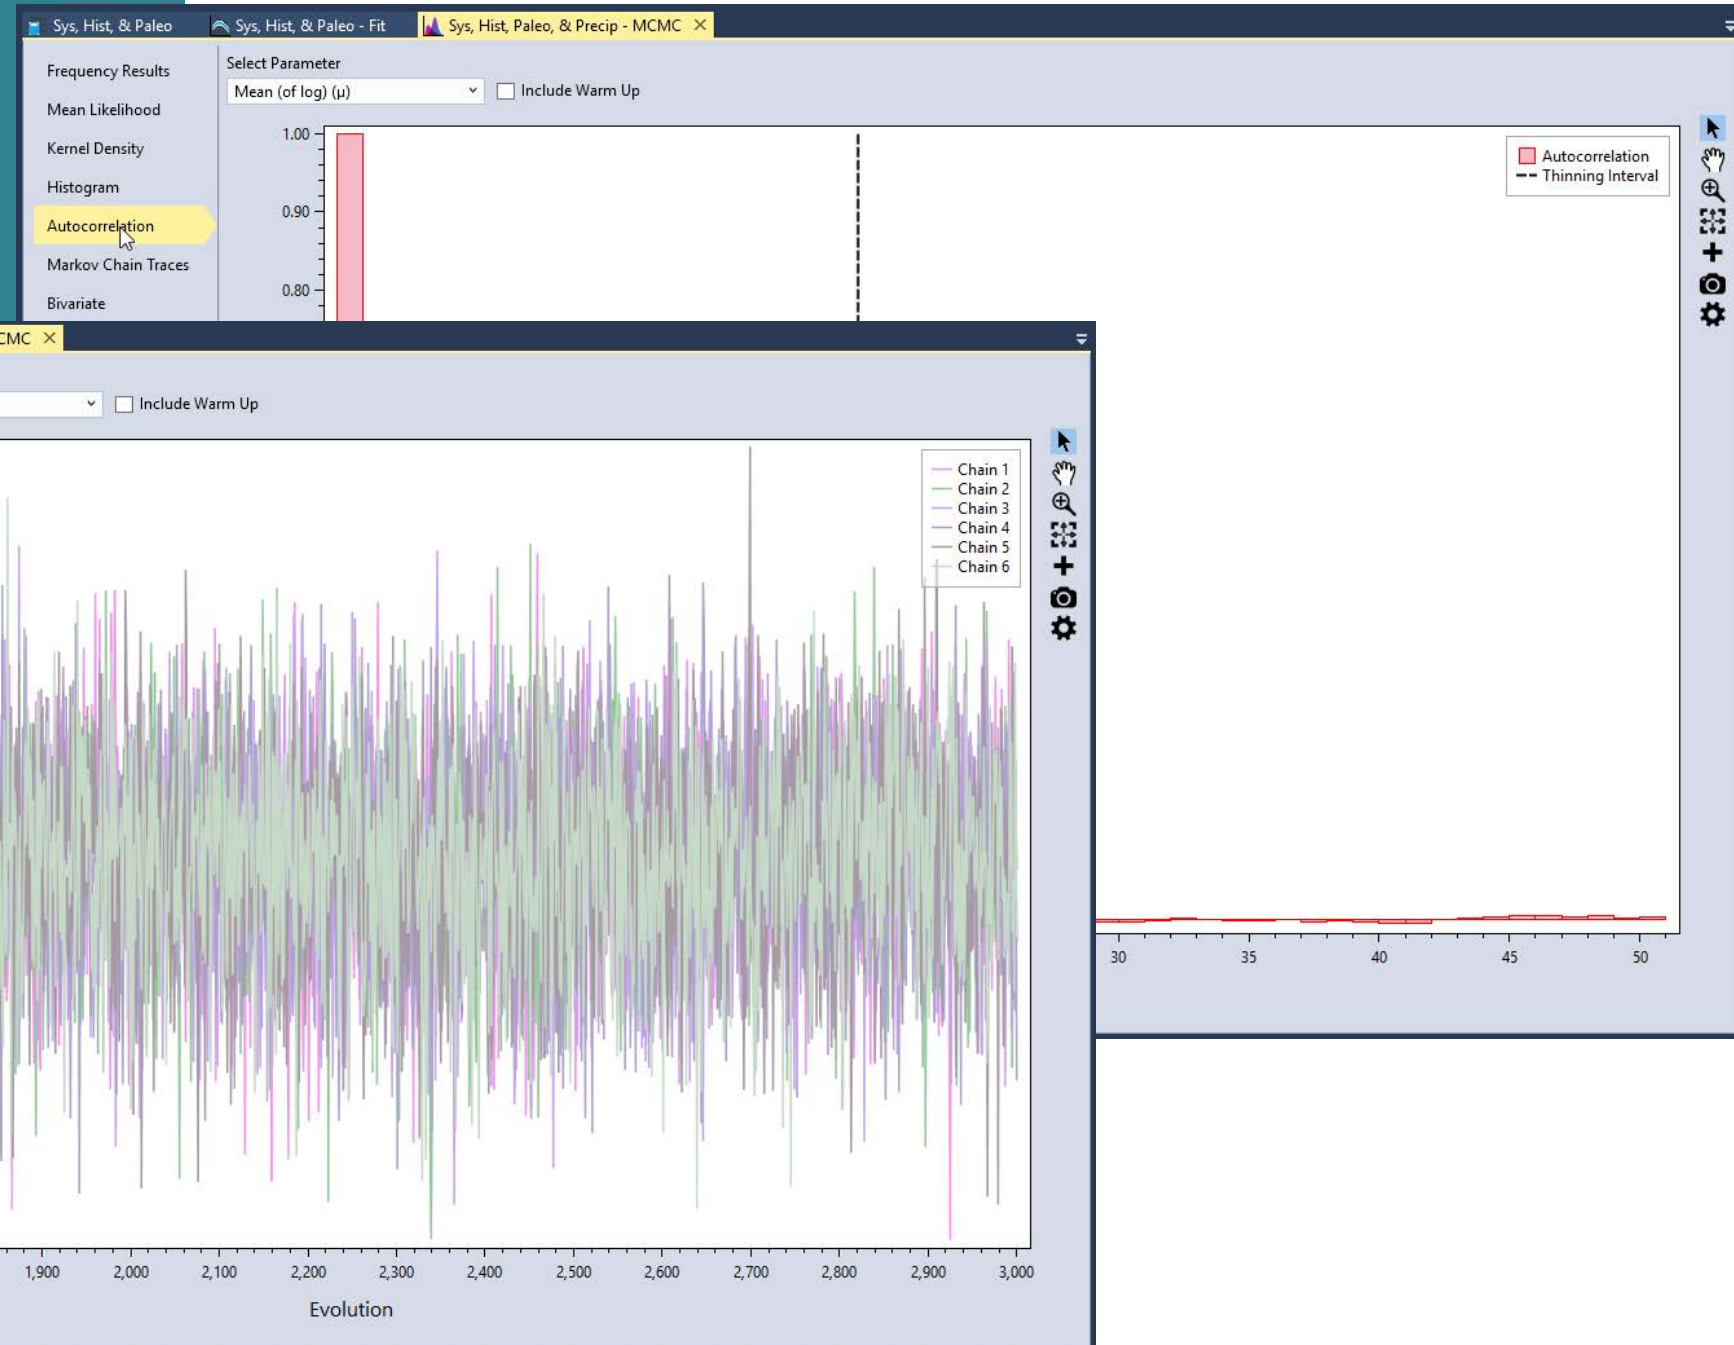 Sys, Hist, & Paleo
Sys, Hist, & Paleo - Fit
Sys, Hist, Paleo, & Precip - MCMC
Frequency Results
Mean Likelihood
Kernel Density
Histogram
Autocorrelation
Markov Chain Traces
Bivariate
Select Parameter
Mean (of log) (µ)
Include Warm Up
1.00
0.90
0.80
Autocorrelation
Thinning Interval
30 35 40 45 50
CMC
Include Warm Up
Chain 1
Chain 2
Chain 3
Chain 4
Chain 5
Chain 6
1,900 2,000 2,100 2,200 2,300 2,400 2,500 2,600 2,700 2,800 2,900 3,000
Evolution